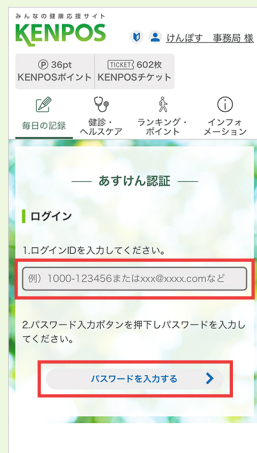 みんなの健康応援サイト
KENPOS
けんぽす 事務局 様
Ⓟ 36pt
KENPOSポイント
TICKET 602枚
KENPOSチケット
毎日の記録
健診・
ヘルスケア
ランキング・
ポイント
インフォ
メーション
あすけん認証
ログイン
1.ログインIDを入力してください。
例）1000-123456またはxxx@xxxx.comなど
2.パスワード入力ボタンを押下しパスワードを入力し
てください。
パスワードを入力する